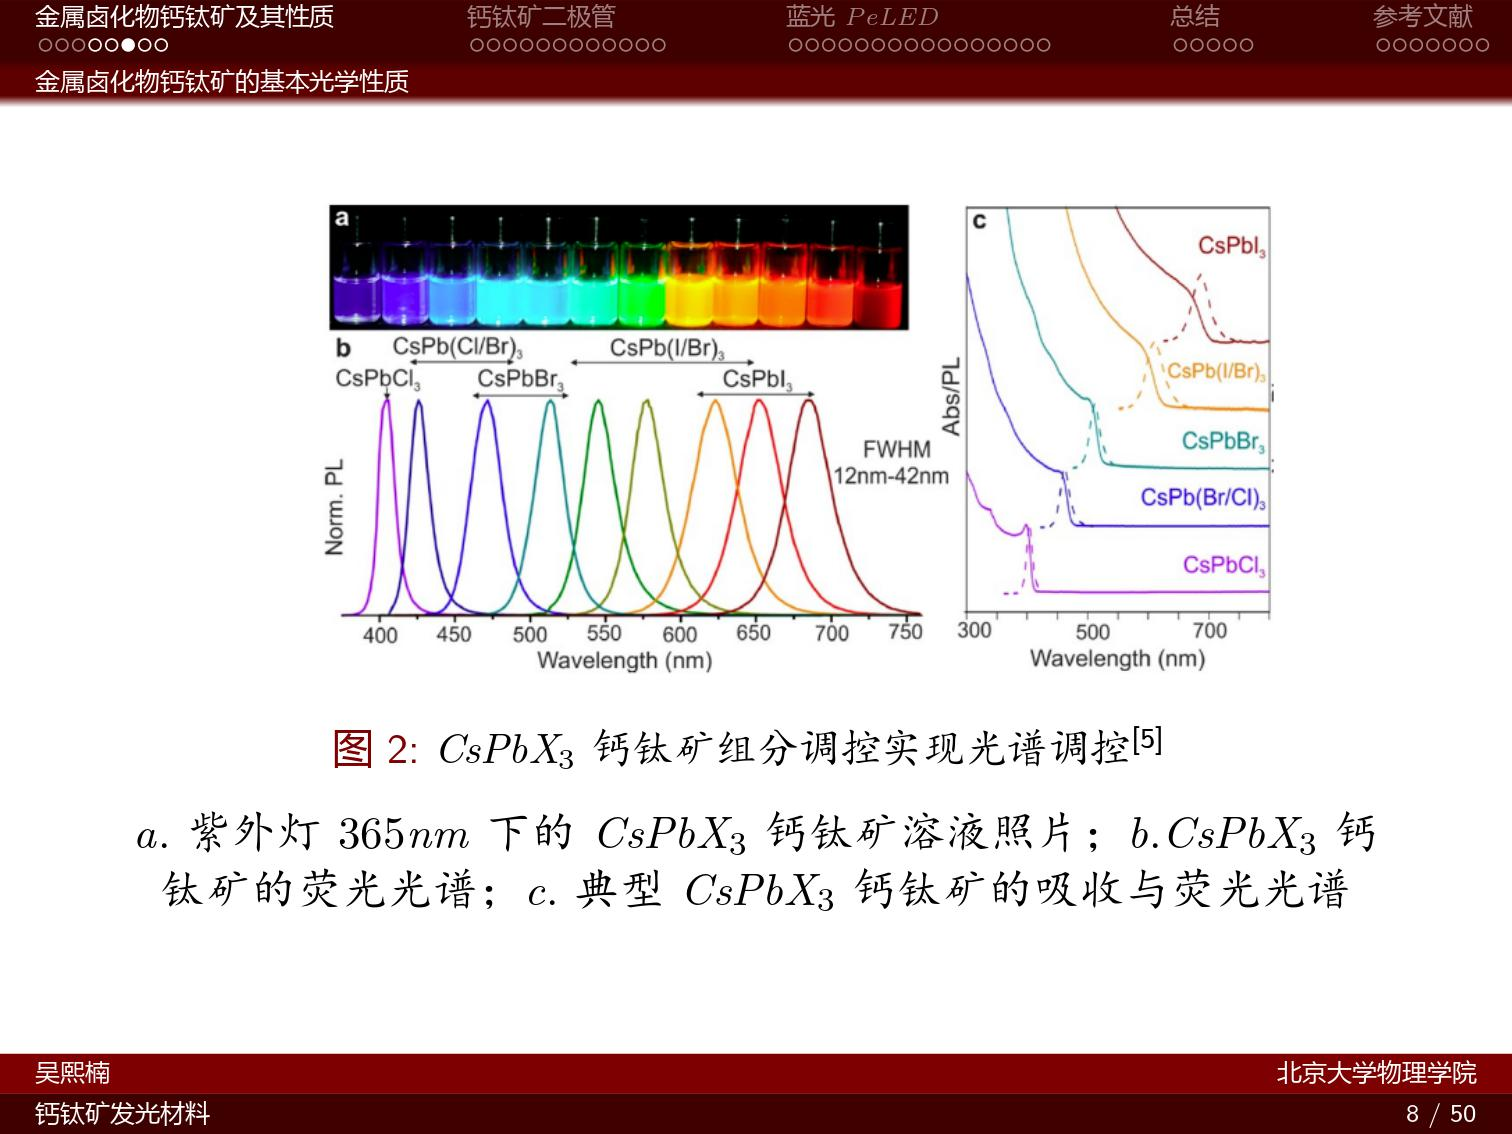 金属卤化物钙钛矿及其性质 钙钛矿二极管 蓝光 PeLED 总结 参考文献
金属卤化物钙钛矿的基本光学性质
a
b
CsPb(Cl/Br)₃ CsPb(I/Br)₃
CsPbCl₃ CsPbBr₃ CsPbI₃
FWHM
12nm-42nm
Norm. PL
400 450 500 550 600 650 700 750
Wavelength (nm)
c
CsPbI₃
CsPb(I/Br)₃
CsPbBr₃
CsPb(Br/Cl)₃
CsPbCl₃
Abs/PL
300 500 700
Wavelength (nm)
图 2: CsPbX₃ 钙钛矿组分调控实现光谱调控[5]
a. 紫外灯 365nm 下的 CsPbX₃ 钙钛矿溶液照片；b.CsPbX₃ 钙
钛矿的荧光光谱；c. 典型 CsPbX₃ 钙钛矿的吸收与荧光光谱
吴熙楠 北京大学物理学院
钙钛矿发光材料 8 / 50